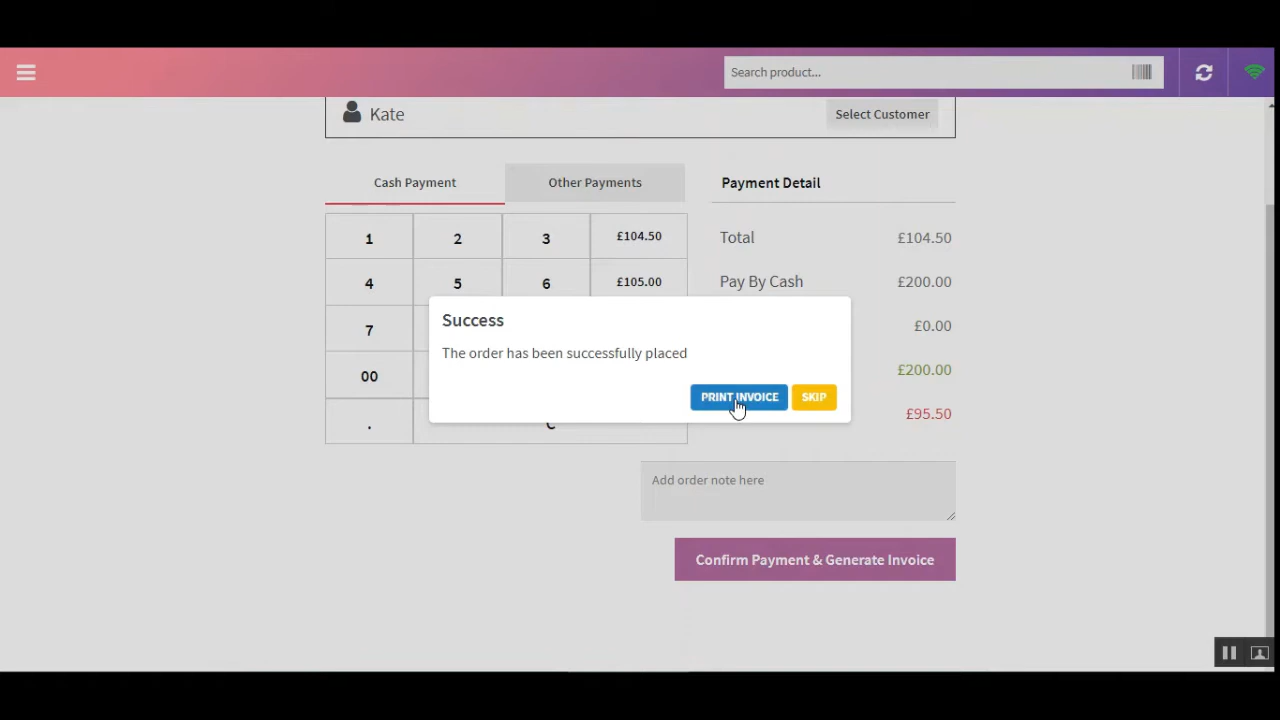 Search product...
Kate
Select Customer
Cash Payment
Other Payments
Payment Detail
1 2 3 £104.50
Total £104.50
4 5 6 £105.00
Pay By Cash £200.00
7
£0.00
Success
The order has been successfully placed
PRINT INVOICE SKIP
00
£200.00
. C
£95.50
Add order note here
Confirm Payment & Generate Invoice